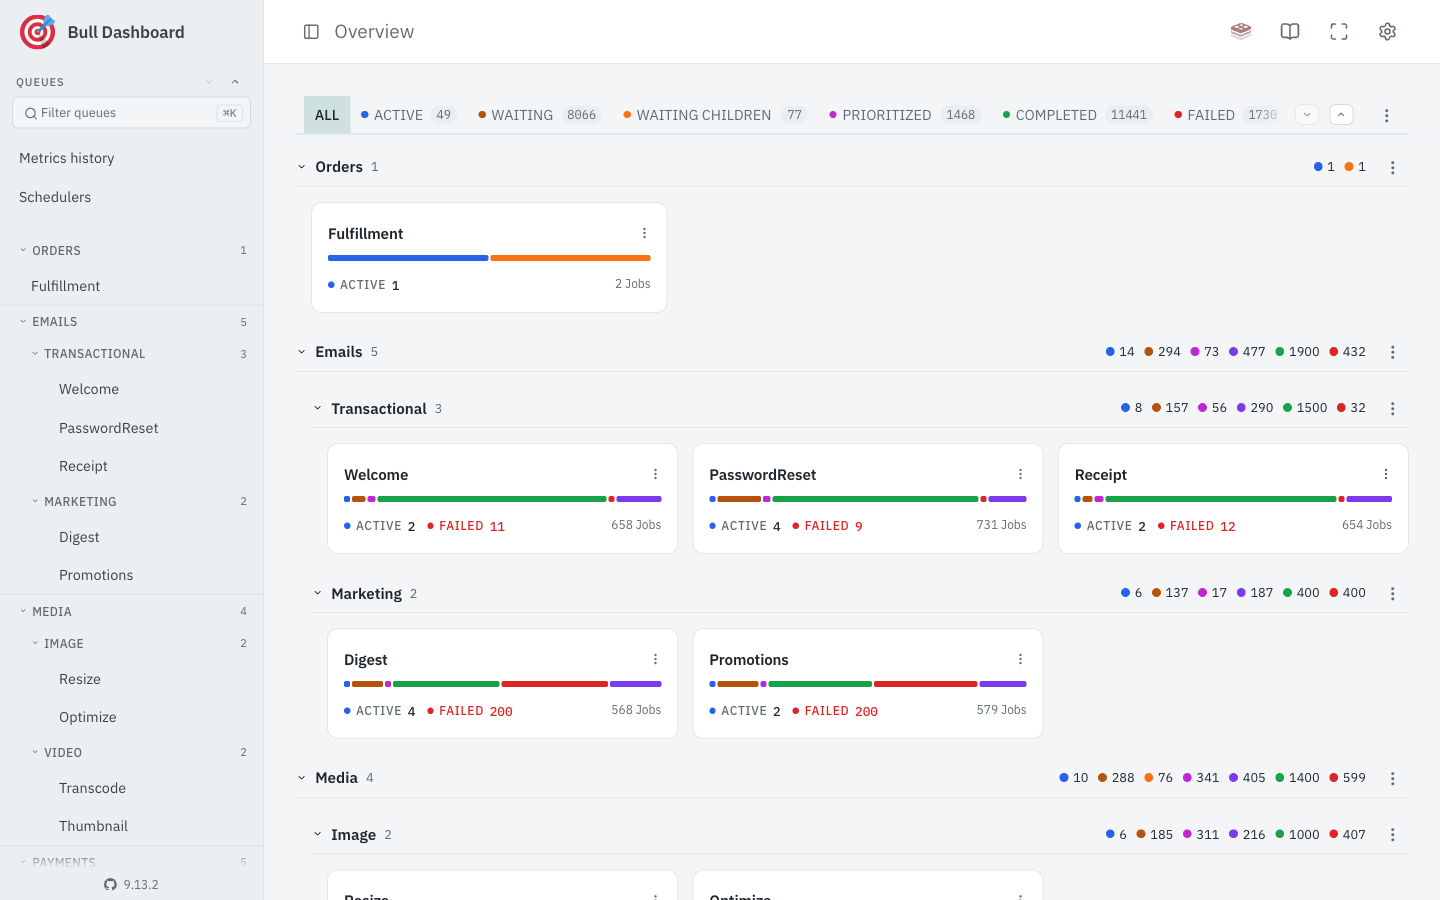 Bull Dashboard
Overview
QUEUES
Filter queues
⌘K
Metrics history
Schedulers
ORDERS 1
Fulfillment
EMAILS 5
TRANSACTIONAL 3
Welcome
PasswordReset
Receipt
MARKETING 2
Digest
Promotions
MEDIA 4
IMAGE 2
Resize
Optimize
VIDEO 2
Transcode
Thumbnail
PAYMENTS 5
9.13.2
ALL ACTIVE 49 WAITING 8066 WAITING CHILDREN 77 PRIORITIZED 1468 COMPLETED 11441 FAILED 1730
Orders 1
1 1
Fulfillment
ACTIVE 1 2 Jobs
Emails 5
14 294 73 477 1900 432
Transactional 3
8 157 56 290 1500 32
Welcome
ACTIVE 2 FAILED 11 658 Jobs
PasswordReset
ACTIVE 4 FAILED 9 731 Jobs
Receipt
ACTIVE 2 FAILED 12 654 Jobs
Marketing 2
6 137 17 187 400 400
Digest
ACTIVE 4 FAILED 200 568 Jobs
Promotions
ACTIVE 2 FAILED 200 579 Jobs
Media 4
10 288 76 341 405 1400 599
Image 2
6 185 311 216 1000 407
Resize
Optimize